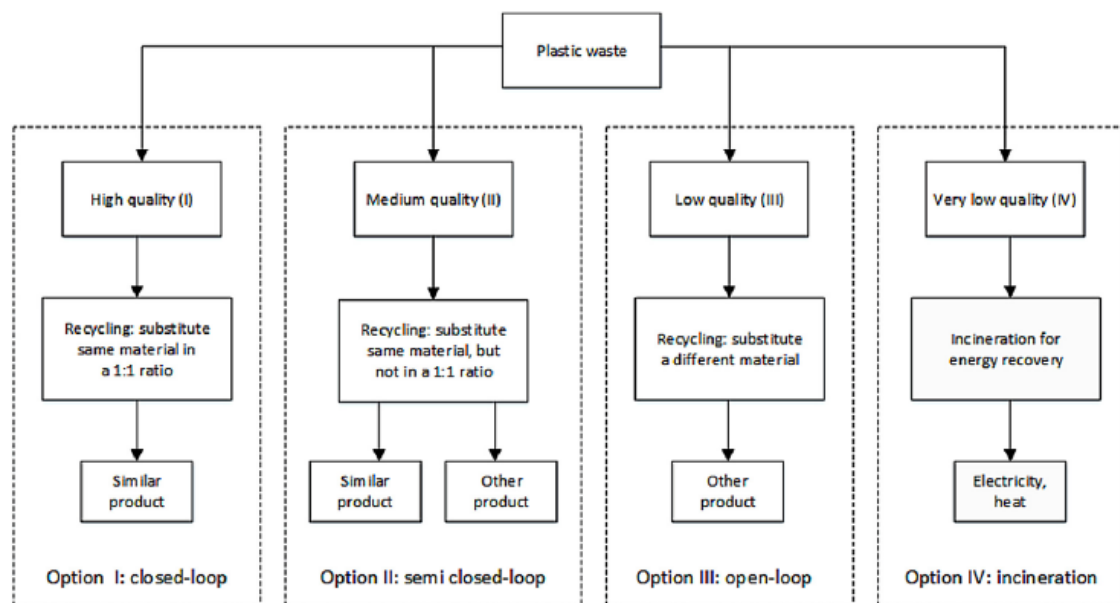 Plastic waste
High quality (I)
Medium quality (II)
Low quality (III)
Very low quality (IV)
Recycling: substitute
same material in
a 1:1 ratio
Recycling: substitute
same material, but
not in a 1:1 ratio
Recycling: substitute
a different material
Incineration for
energy recovery
Similar
product
Similar
product
Other
product
Other
product
Electricity,
heat
Option I: closed-loop
Option II: semi closed-loop
Option III: open-loop
Option IV: incineration